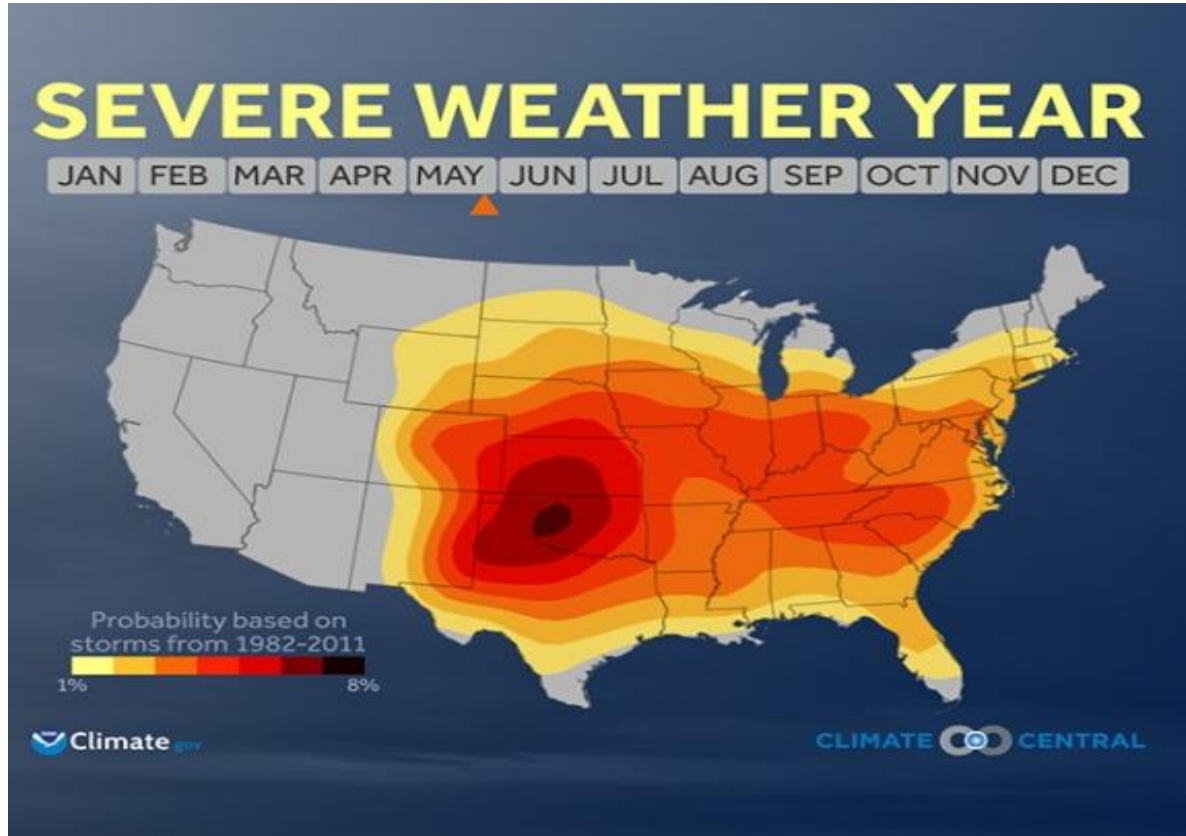 SEVERE WEATHER YEAR
JAN FEB MAR APR MAY JUN JUL AUG SEP OCT NOV DEC
Probability based on
storms from 1982-2011
1% 8%
Climate.gov
CLIMATE CENTRAL